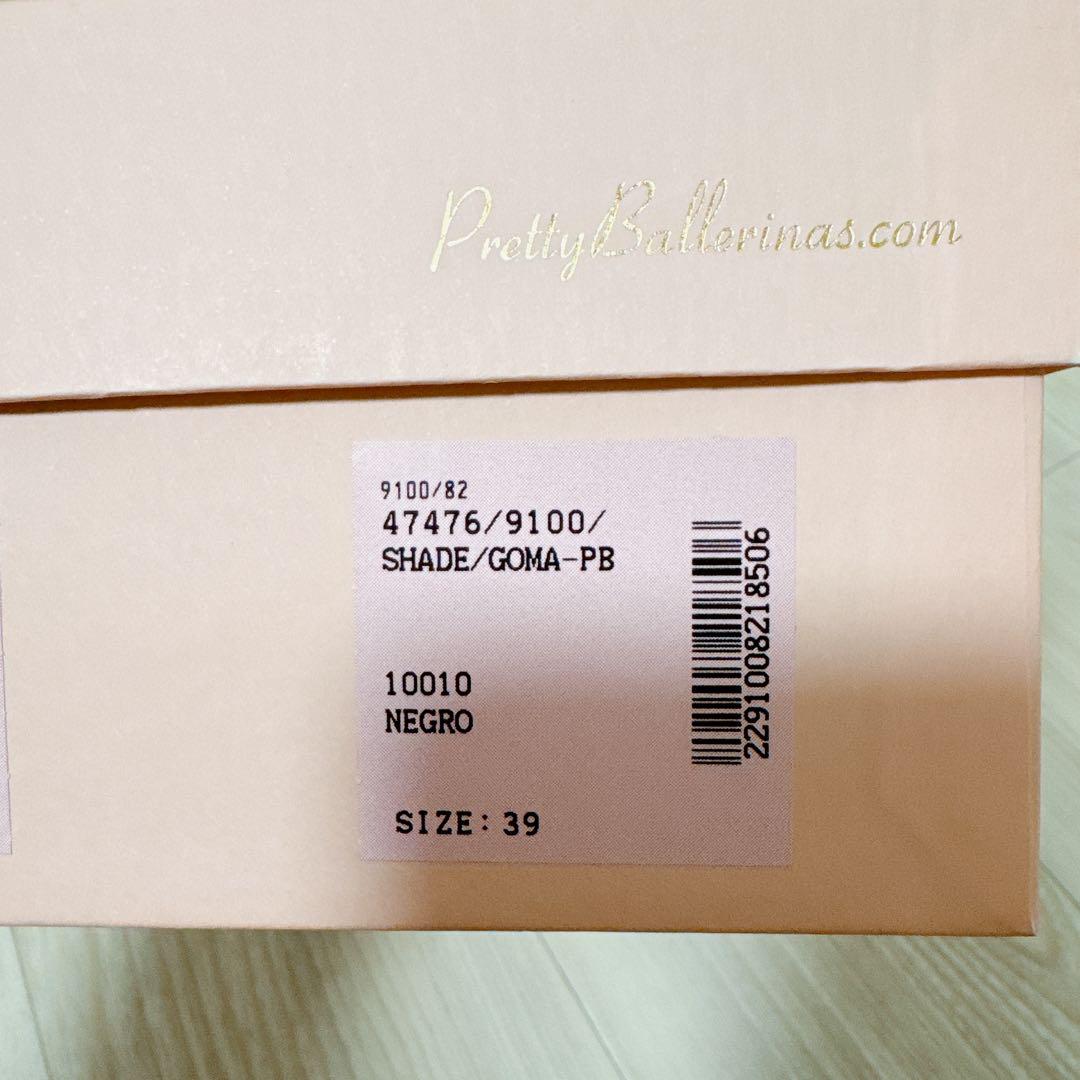 PrettyBallerinas.com
9100/82
47476/9100/
SHADE/GOMA-PB
10010
NEGRO
SIZE: 39
2291008218506